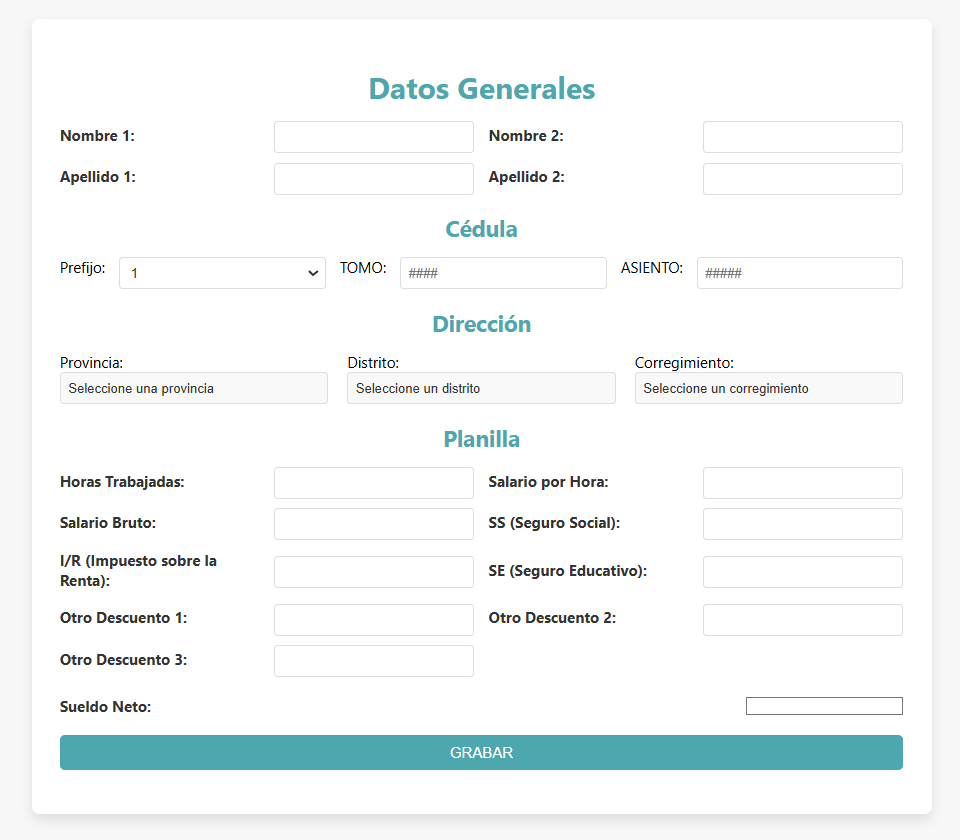 Datos Generales
Nombre 1: Nombre 2:
Apellido 1: Apellido 2:
Cédula
Prefijo: 1 TOMO: #### ASIENTO: #####
Dirección
Provincia: Distrito: Corregimiento:
Seleccione una provincia Seleccione un distrito Seleccione un corregimiento
Planilla
Horas Trabajadas: Salario por Hora:
Salario Bruto: SS (Seguro Social):
I/R (Impuesto sobre la
Renta): SE (Seguro Educativo):
Otro Descuento 1: Otro Descuento 2:
Otro Descuento 3:
Sueldo Neto:
GRABAR